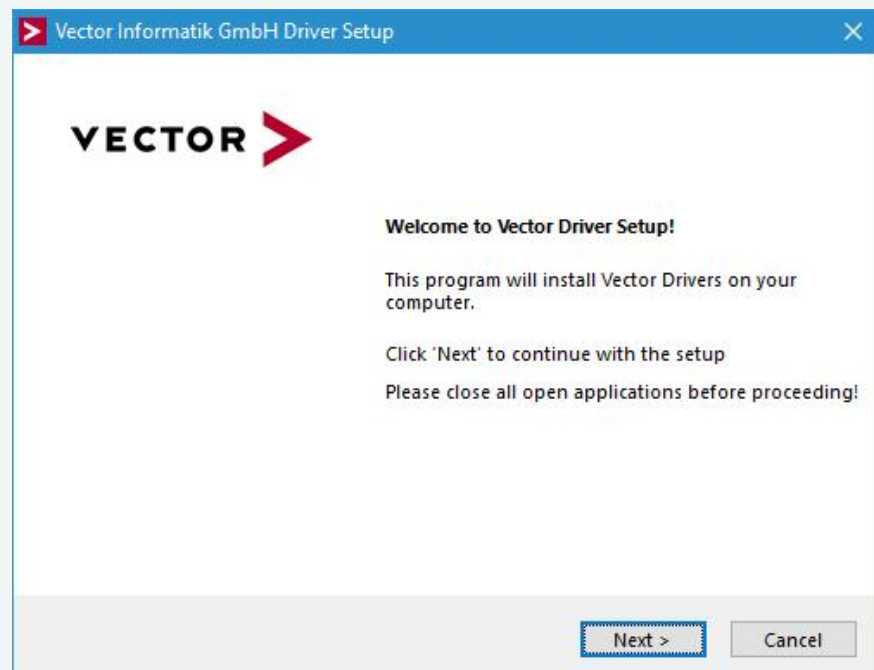 Vector Informatik GmbH Driver Setup
VECTOR
Welcome to Vector Driver Setup!
This program will install Vector Drivers on your
computer.
Click 'Next' to continue with the setup
Please close all open applications before proceeding!
Next >
Cancel